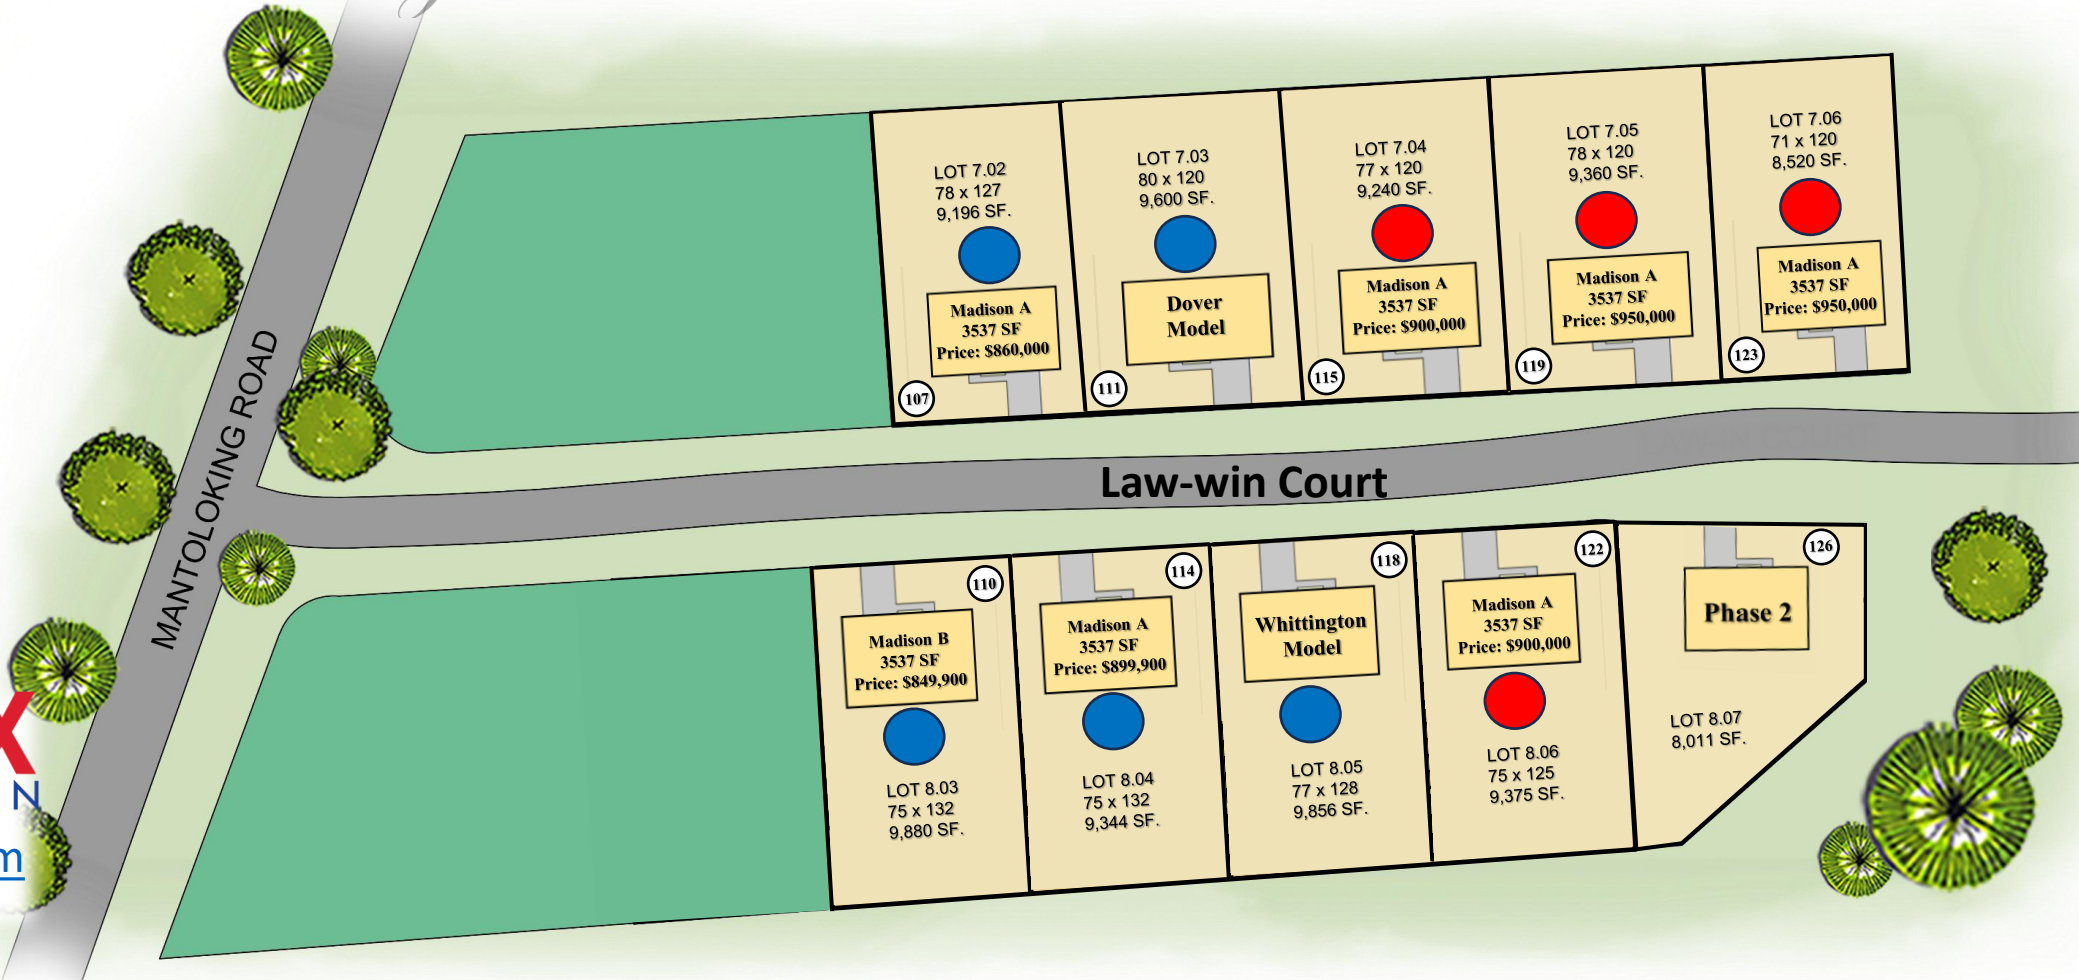 MANTOLOKING ROAD
LOT 7.02
78 x 127
9,196 SF.
Madison A
3537 SF
Price: $860,000
107
LOT 7.03
80 x 120
9,600 SF.
Dover
Model
111
LOT 7.04
77 x 120
9,240 SF.
Madison A
3537 SF
Price: $900,000
115
LOT 7.05
78 x 120
9,360 SF.
Madison A
3537 SF
Price: $950,000
119
LOT 7.06
71 x 120
8,520 SF.
Madison A
3537 SF
Price: $950,000
123
Law-win Court
110
Madison B
3537 SF
Price: $849,900
LOT 8.03
75 x 132
9,880 SF.
114
Madison A
3537 SF
Price: $899,900
LOT 8.04
75 x 132
9,344 SF.
118
Whittington
Model
LOT 8.05
77 x 128
9,856 SF.
122
Madison A
3537 SF
Price: $900,000
LOT 8.06
75 x 125
9,375 SF.
126
Phase 2
LOT 8.07
8,011 SF.
X
N
m